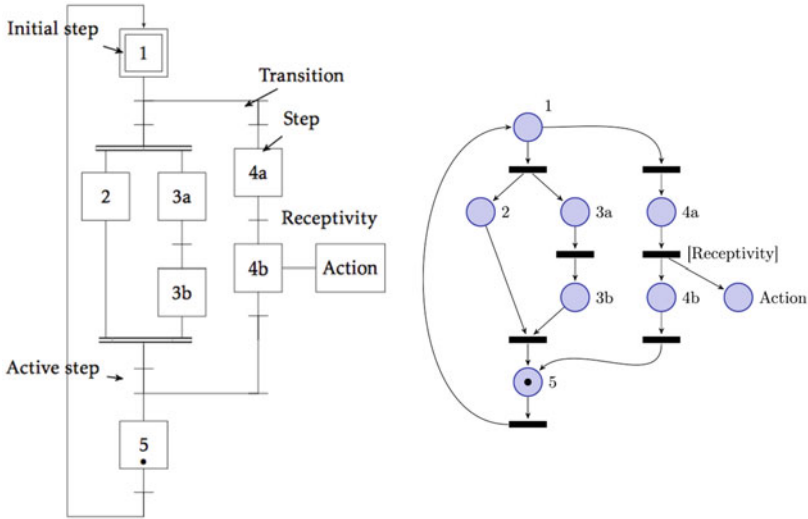 Initial step
1
Transition
Step
2
3a
4a
Receptivity
3b
4b
Action
Active step
5
1
2
3a
4a
[Receptivity]
3b
4b
Action
5